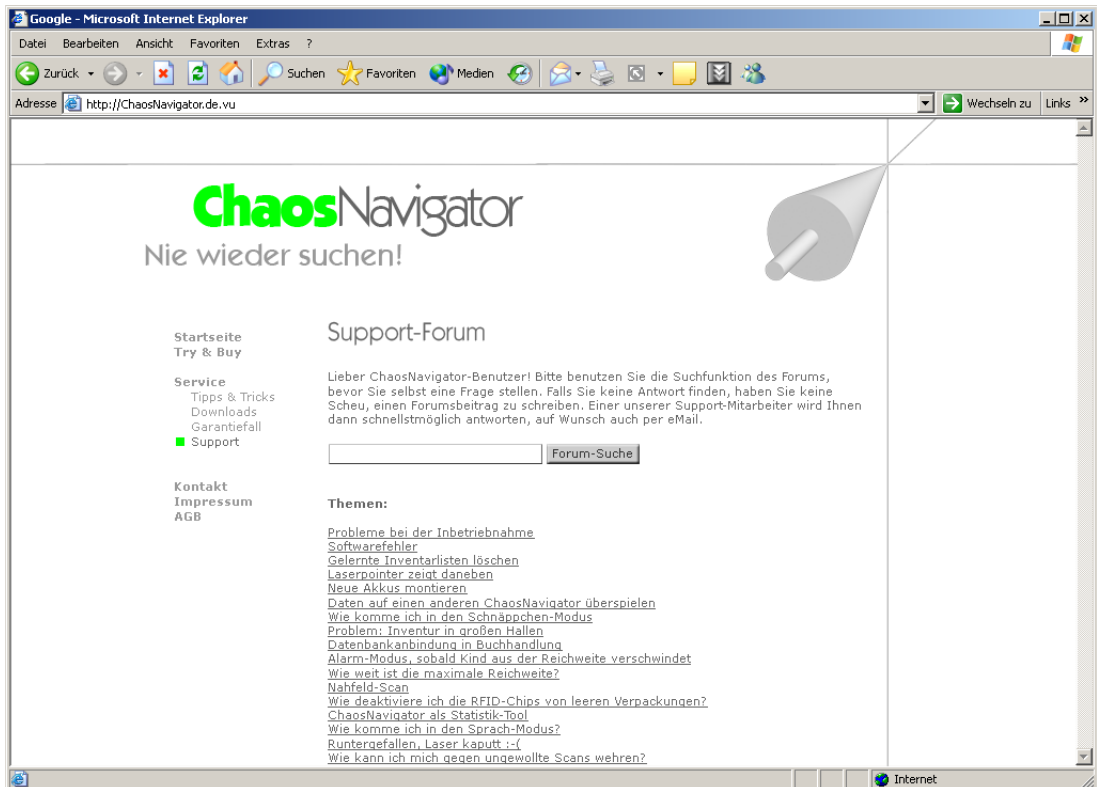 Google - Microsoft Internet Explorer
Datei Bearbeiten Ansicht Favoriten Extras ?
Zurück Suchen Favoriten Medien
Adresse http://ChaosNavigator.de.vu Wechseln zu Links »
ChaosNavigator
Nie wieder suchen!
Startseite
Try & Buy
Service
Tipps & Tricks
Downloads
Garantiefall
Support
Kontakt
Impressum
AGB
Support-Forum
Lieber ChaosNavigator-Benutzer! Bitte benutzen Sie die Suchfunktion des Forums,
bevor Sie selbst eine Frage stellen. Falls Sie keine Antwort finden, haben Sie keine
Scheu, einen Forumsbeitrag zu schreiben. Einer unserer Support-Mitarbeiter wird Ihnen
dann schnellstmöglich antworten, auf Wunsch auch per eMail.
Forum-Suche
Themen:
Probleme bei der Inbetriebnahme
Softwarefehler
Gelernte Inventarlisten löschen
Laserpointer zeigt daneben
Neue Akkus montieren
Daten auf einen anderen ChaosNavigator überspielen
Wie komme ich in den Schnäppchen-Modus
Problem: Inventur in großen Hallen
Datenbankanbindung in Buchhandlung
Alarm-Modus, sobald Kind aus der Reichweite verschwindet
Wie weit ist die maximale Reichweite?
Nahfeld-Scan
Wie deaktiviere ich die RFID-Chips von leeren Verpackungen?
ChaosNavigator als Statistik-Tool
Wie komme ich in den Sprach-Modus?
Runtergefallen, Laser kaputt :-(
Wie kann ich mich gegen ungewollte Scans wehren?
Internet